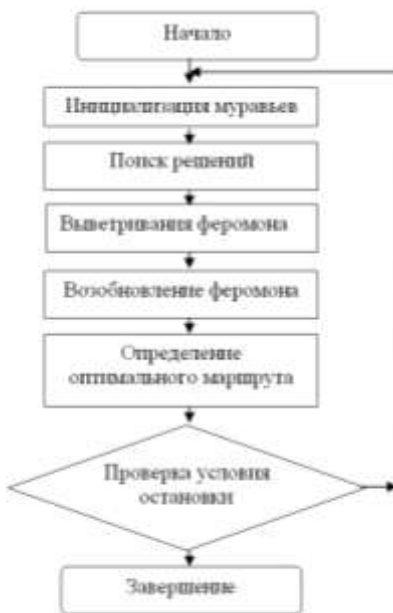 Начало
Инициализация муравьев
Поиск решений
Выветривания феромона
Возобновление феромона
Определение
оптимального маршрута
Проверка условия
остановки
Завершение